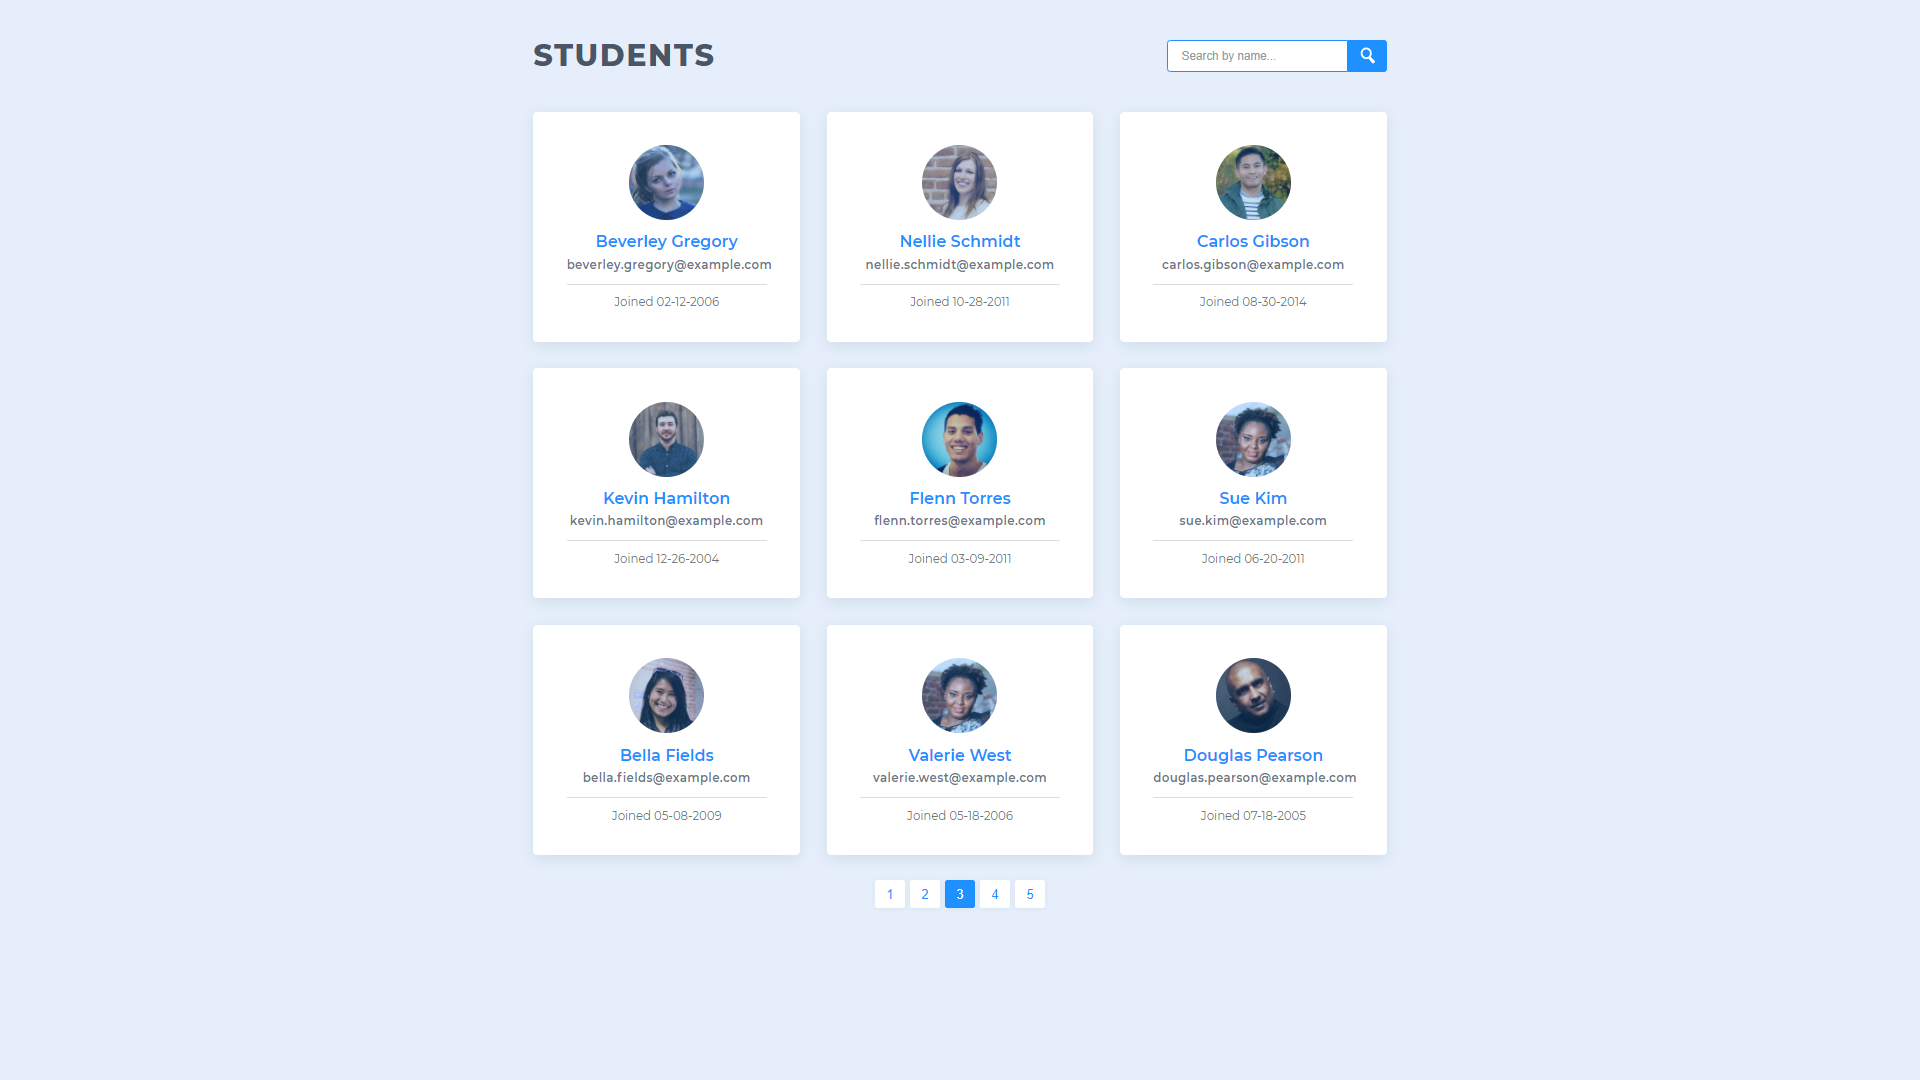 STUDENTS
Search by name...
Beverley Gregory
beverley.gregory@example.com
Joined 02-12-2006
Nellie Schmidt
nellie.schmidt@example.com
Joined 10-28-2011
Carlos Gibson
carlos.gibson@example.com
Joined 08-30-2014
Kevin Hamilton
kevin.hamilton@example.com
Joined 12-26-2004
Flenn Torres
flenn.torres@example.com
Joined 03-09-2011
Sue Kim
sue.kim@example.com
Joined 06-20-2011
Bella Fields
bella.fields@example.com
Joined 05-08-2009
Valerie West
valerie.west@example.com
Joined 05-18-2006
Douglas Pearson
douglas.pearson@example.com
Joined 07-18-2005
1 2 3 4 5